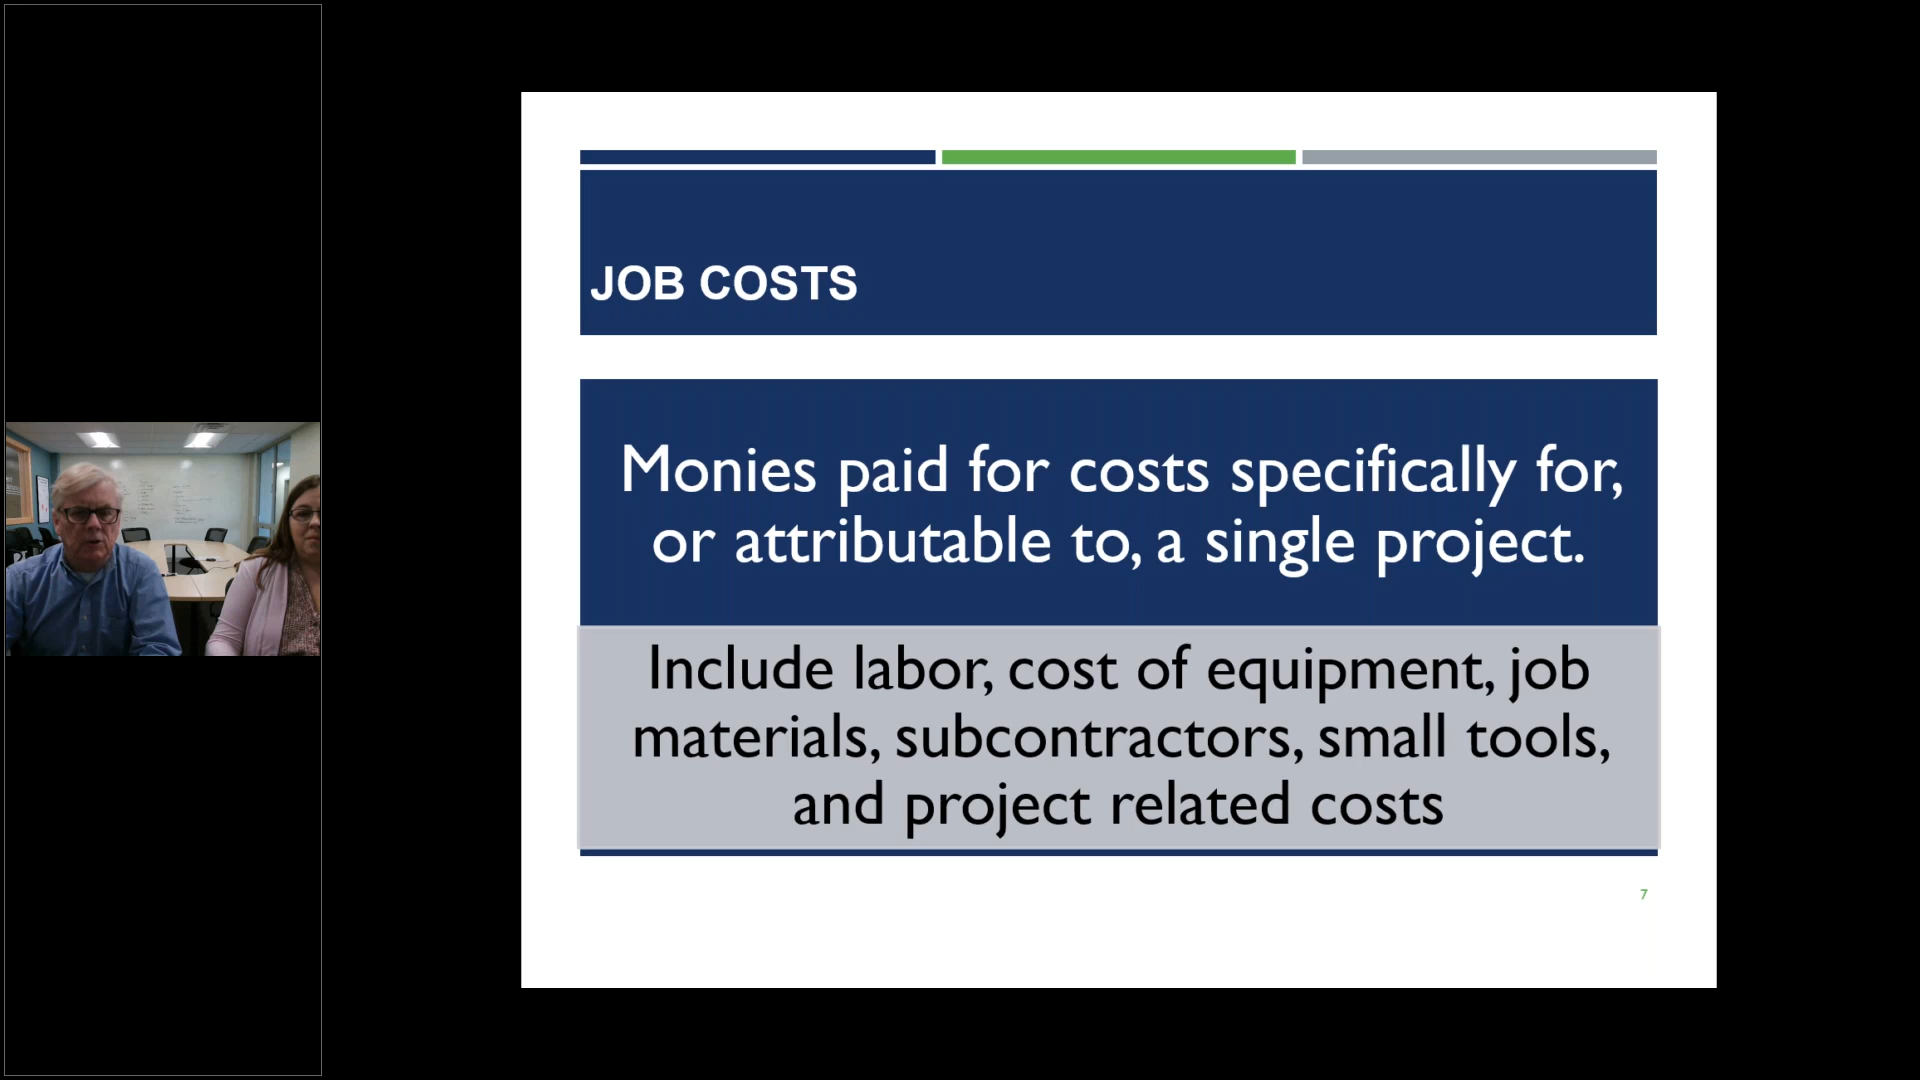 JOB COSTS
Monies paid for costs specifically for,
or attributable to, a single project.
Include labor, cost of equipment, job
materials, subcontractors, small tools,
and project related costs
7